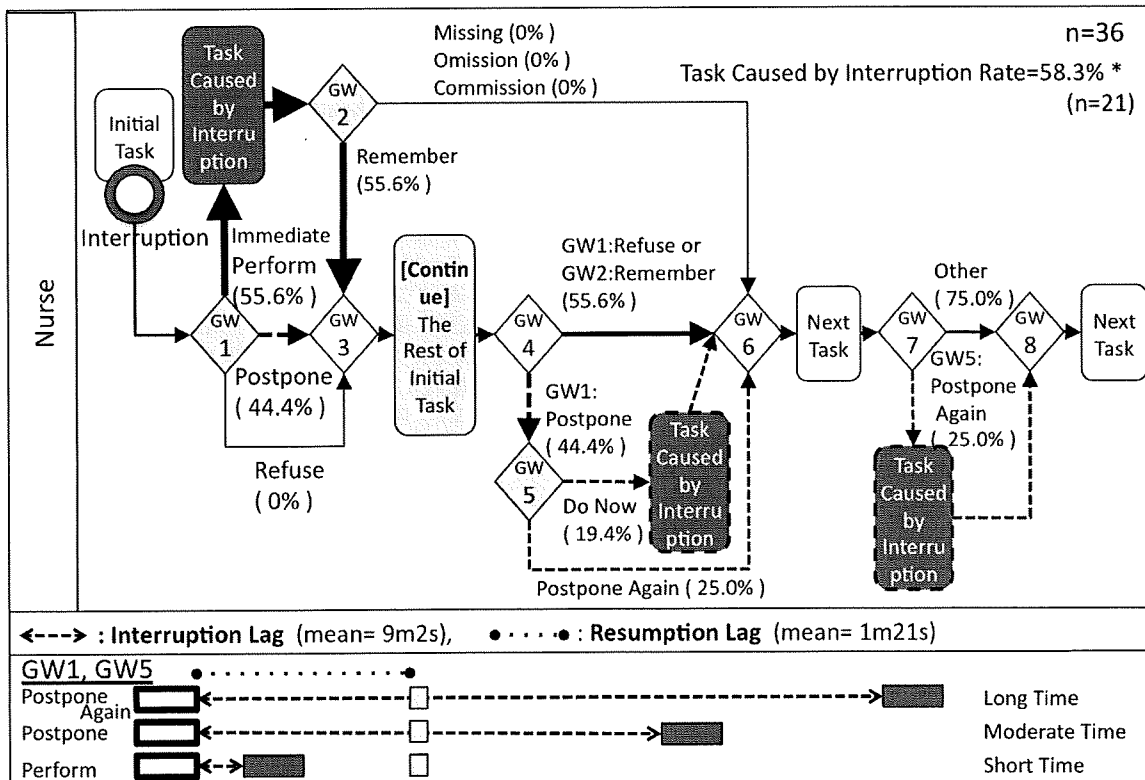 n=36
Task Caused by Interruption Rate=58.3% *
(n=21)
Missing (0% )
Omission (0% )
Commission (0% )
Nurse
Initial
Task
Interruption
Task
Caused
by
Interru
ption
GW
2
Remember
(55.6% )
Immediate
Perform
(55.6% )
GW
1
Postpone
( 44.4% )
Refuse
( 0% )
GW
3
[Contin
ue]
The
Rest of
Initial
Task
GW
4
GW1:Refuse or
GW2:Remember
(55.6% )
GW1:
Postpone
( 44.4% )
GW
5
Do Now
( 19.4% )
Task
Caused
by
Interru
ption
Postpone Again ( 25.0% )
GW
6
Next
Task
GW
7
Other
( 75.0% )
GW5:
Postpone
Again
( 25.0% )
Task
Caused
by
Interru
ption
GW
8
Next
Task
: Interruption Lag (mean= 9m2s),
: Resumption Lag (mean= 1m21s)
GW1, GW5
Postpone
Again
Long Time
Postpone
Moderate Time
Perform
Short Time